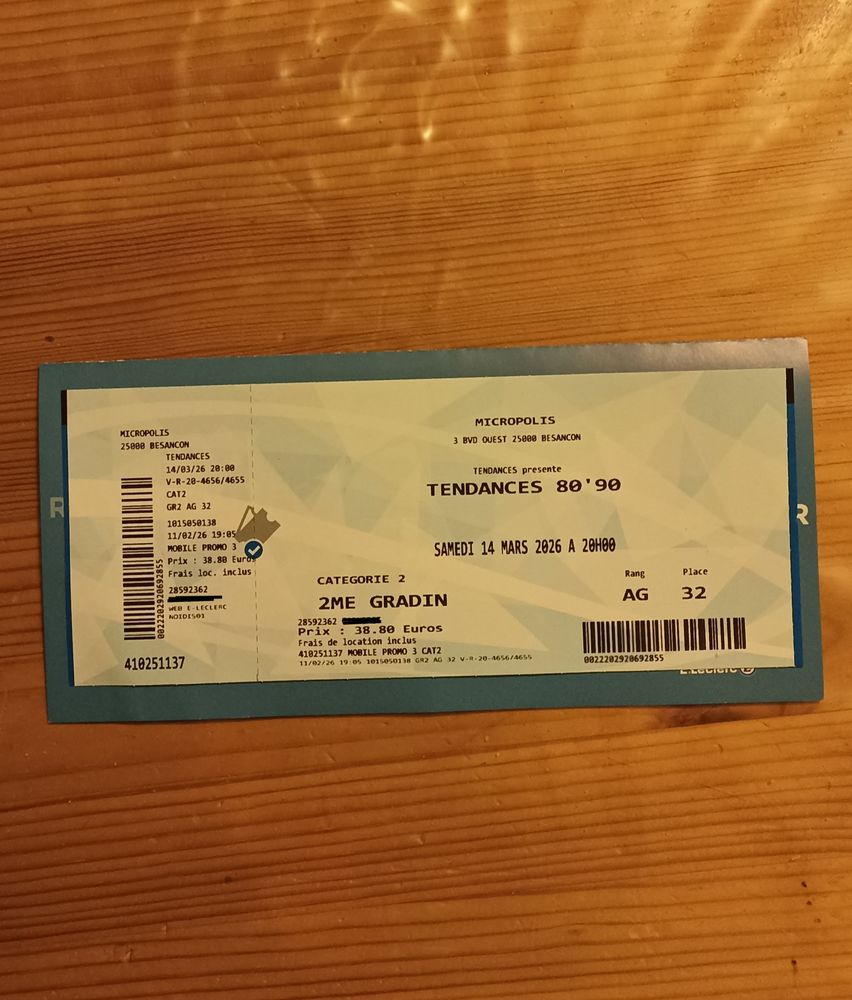 MICROPOLIS
25000 BESANCON
TENDANCES
14/03/26 20:00
V-R-20-4656/4655
CAT2
GR2 AG 32
1015050138
11/02/26 19:05
MOBILE PROMO 3
Prix : 38.80 Euros
Frais loc. inclus
28592362
WEB E-LECLERC
NOIDIS01
0022202920692855
410251137
MICROPOLIS
3 BVD OUEST 25000 BESANCON
TENDANCES presente
TENDANCES 80'90
SAMEDI 14 MARS 2026 A 20H00
CATEGORIE 2
2ME GRADIN
Rang Place
AG 32
28592362
Prix : 38.80 Euros
Frais de location inclus
410251137 MOBILE PROMO 3 CAT2
11/02/26 19:05 1015050138 GR2 AG 32 V-R-20-4656/4655
0022202920692855
E.Leclerc
R
R